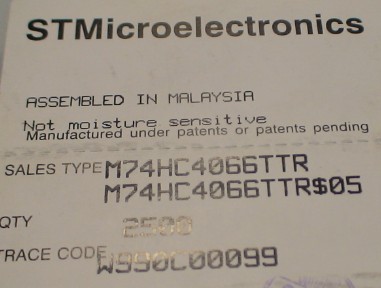 STMicroelectronics
ASSEMBLED IN MALAYSIA
Not moisture sensitive
Manufactured under patents or patents pending
SALES TYPE M74HC4066TTR
M74HC4066TTR$05
QTY 2500
TRACE CODE W990C00099